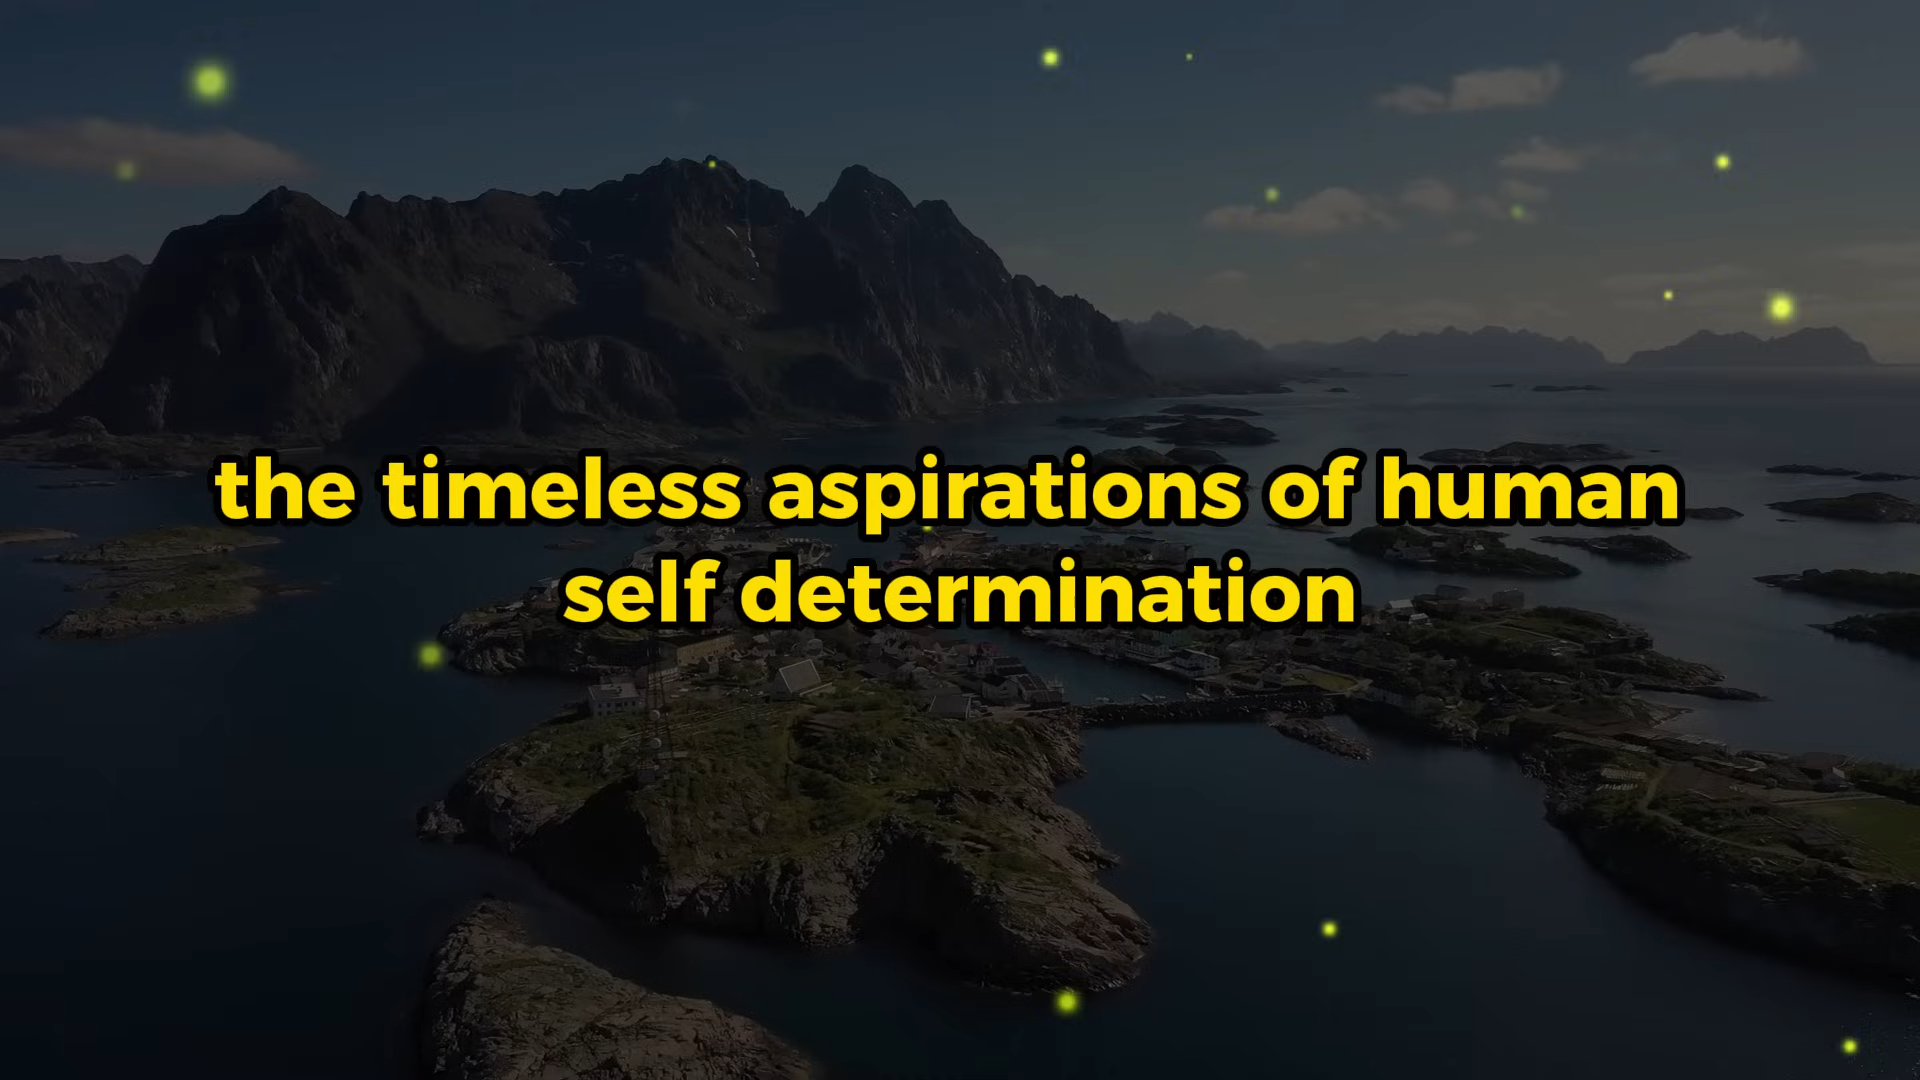 the timeless aspirations of human
self determination